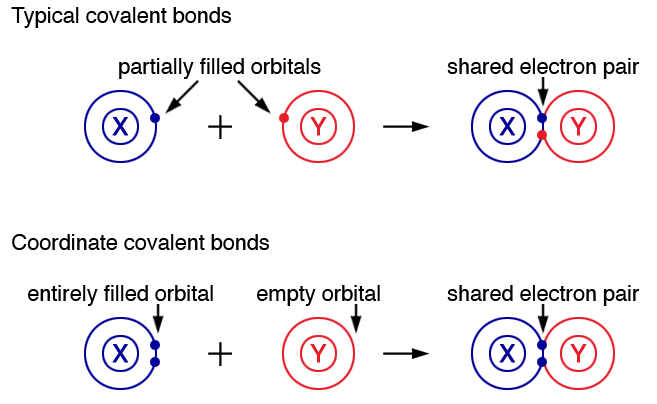 Typical covalent bonds
partially filled orbitals
shared electron pair
X + Y X Y
Coordinate covalent bonds
entirely filled orbital
empty orbital
shared electron pair
X + Y X Y